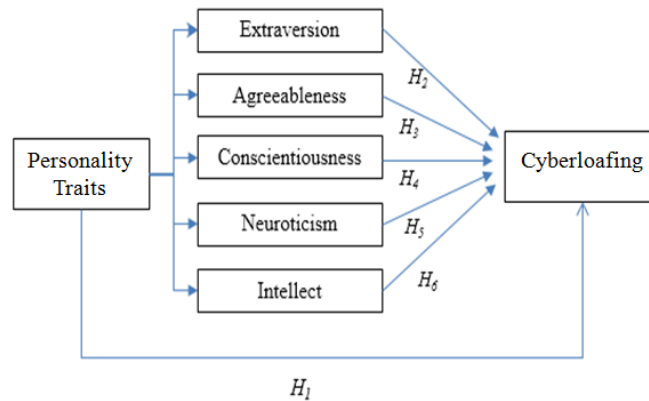 Extraversion
H2
Agreeableness
H3
Personality
Traits
Conscientiousness
Cyberloafing
H4
Neuroticism
H5
Intellect
H6
H1